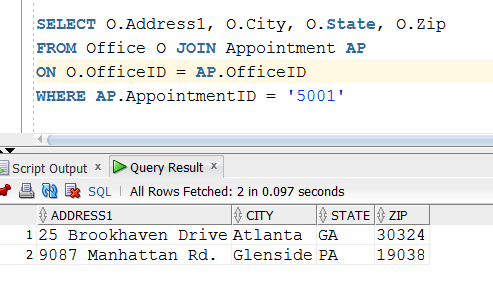 SELECT O.Address1, O.City, O.State, O.Zip
FROM Office O JOIN Appointment AP
ON O.OfficeID = AP.OfficeID
WHERE AP.AppointmentID = '5001'
Script Output x Query Result x
SQL | All Rows Fetched: 2 in 0.097 seconds
ADDRESS1 CITY STATE ZIP
1 25 Brookhaven Drive Atlanta GA 30324
2 9087 Manhattan Rd. Glenside PA 19038